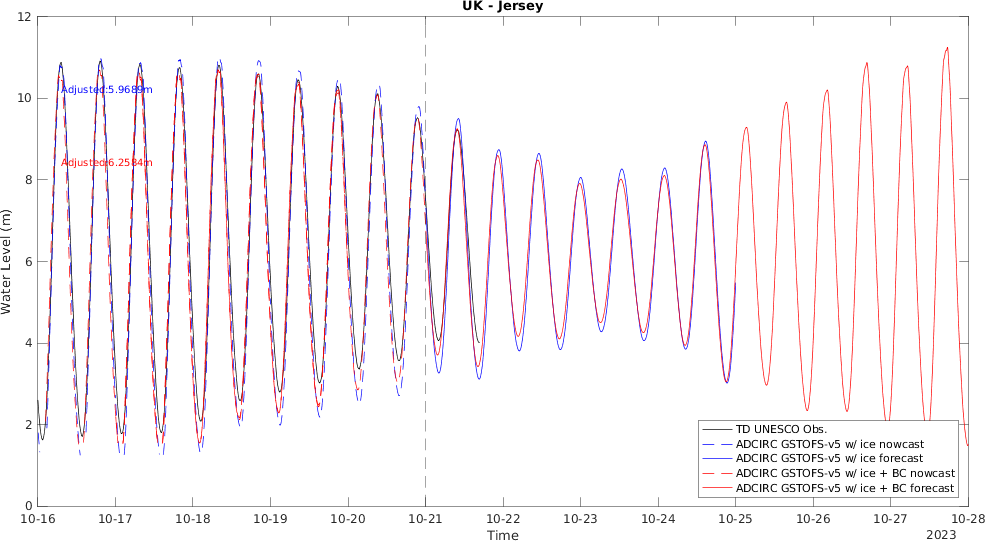 UK - Jersey
12
10
8
6
4
2
0
Water Level (m)
Adjusted:5.9689m
Adjusted:6.2584m
TD UNESCO Obs.
ADCIRC GSTOFS-v5 w/ ice nowcast
ADCIRC GSTOFS-v5 w/ ice forecast
ADCIRC GSTOFS-v5 w/ ice + BC nowcast
ADCIRC GSTOFS-v5 w/ ice + BC forecast
10-16 10-17 10-18 10-19 10-20 10-21 10-22 10-23 10-24 10-25 10-26 10-27 10-28
Time
2023